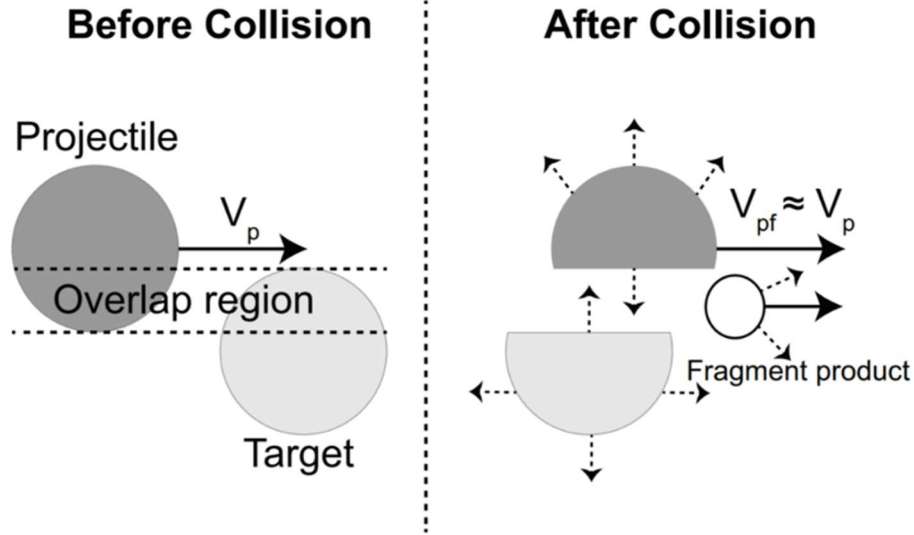 Before Collision
After Collision
Projectile
Vp
Vpf ≈ Vp
Overlap region
Fragment product
Target